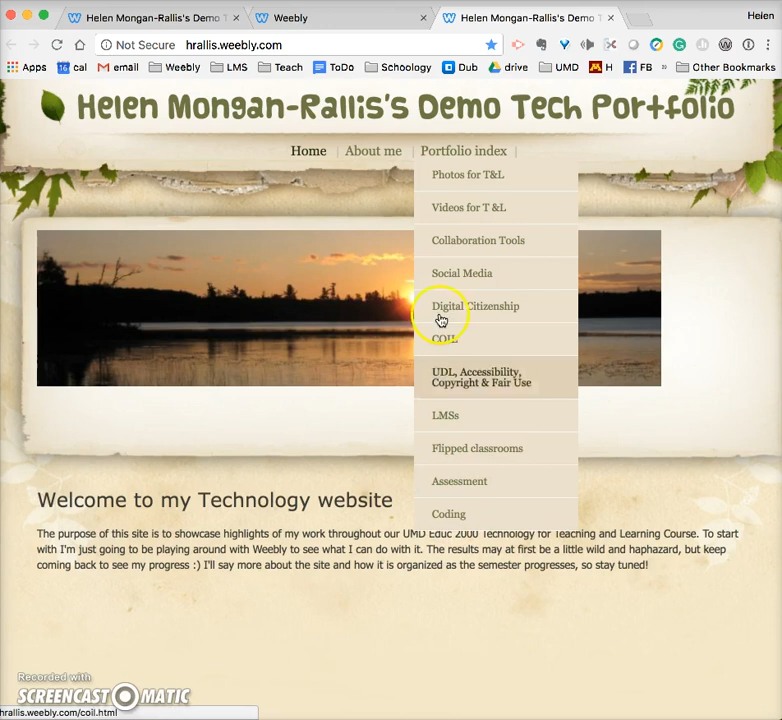 Helen Mongan-Rallis's Demo T
Weebly
Helen Mongan-Rallis's Demo T
Helen
Not Secure
hrallis.weebly.com
Apps
cal
email
Weebly
LMS
Teach
ToDo
Schoology
Dub
drive
UMD
H
FB
»
Other Bookmarks
Helen Mongan-Rallis's Demo Tech Portfolio
Home
About me
Portfolio index
Photos for T&L
Videos for T &L
Collaboration Tools
Social Media
Digital Citizenship
COIL
UDL, Accessibility,
Copyright & Fair Use
LMSs
Flipped classrooms
Assessment
Coding
Welcome to my Technology website
The purpose of this site is to showcase highlights of my work throughout our UMD Educ 2000 Technology for Teaching and Learning Course. To start
with I'm just going to be playing around with Weebly to see what I can do with it. The results may at first be a little wild and haphazard, but keep
coming back to see my progress :) I'll say more about the site and how it is organized as the semester progresses, so stay tuned!
Recorded with
SCREENCAST MATIC
hrallis.weebly.com/coil.html